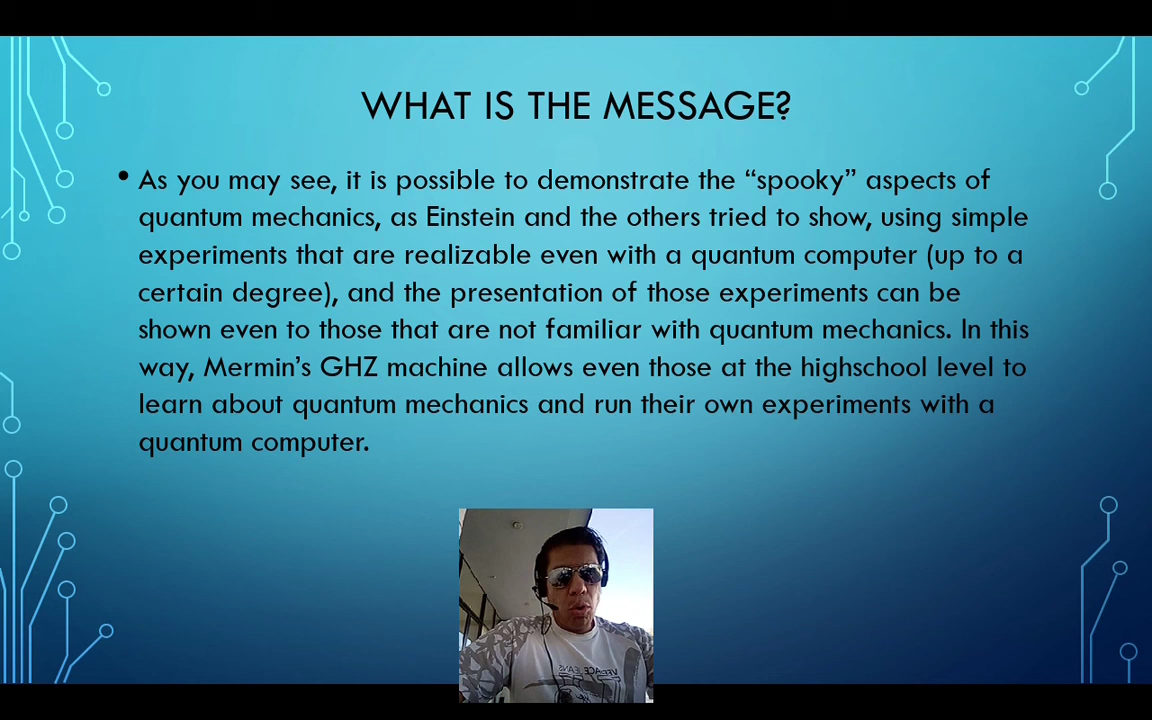 WHAT IS THE MESSAGE?
• As you may see, it is possible to demonstrate the “spooky” aspects of
quantum mechanics, as Einstein and the others tried to show, using simple
experiments that are realizable even with a quantum computer (up to a
certain degree), and the presentation of those experiments can be
shown even to those that are not familiar with quantum mechanics. In this
way, Mermin’s GHZ machine allows even those at the highschool level to
learn about quantum mechanics and run their own experiments with a
quantum computer.